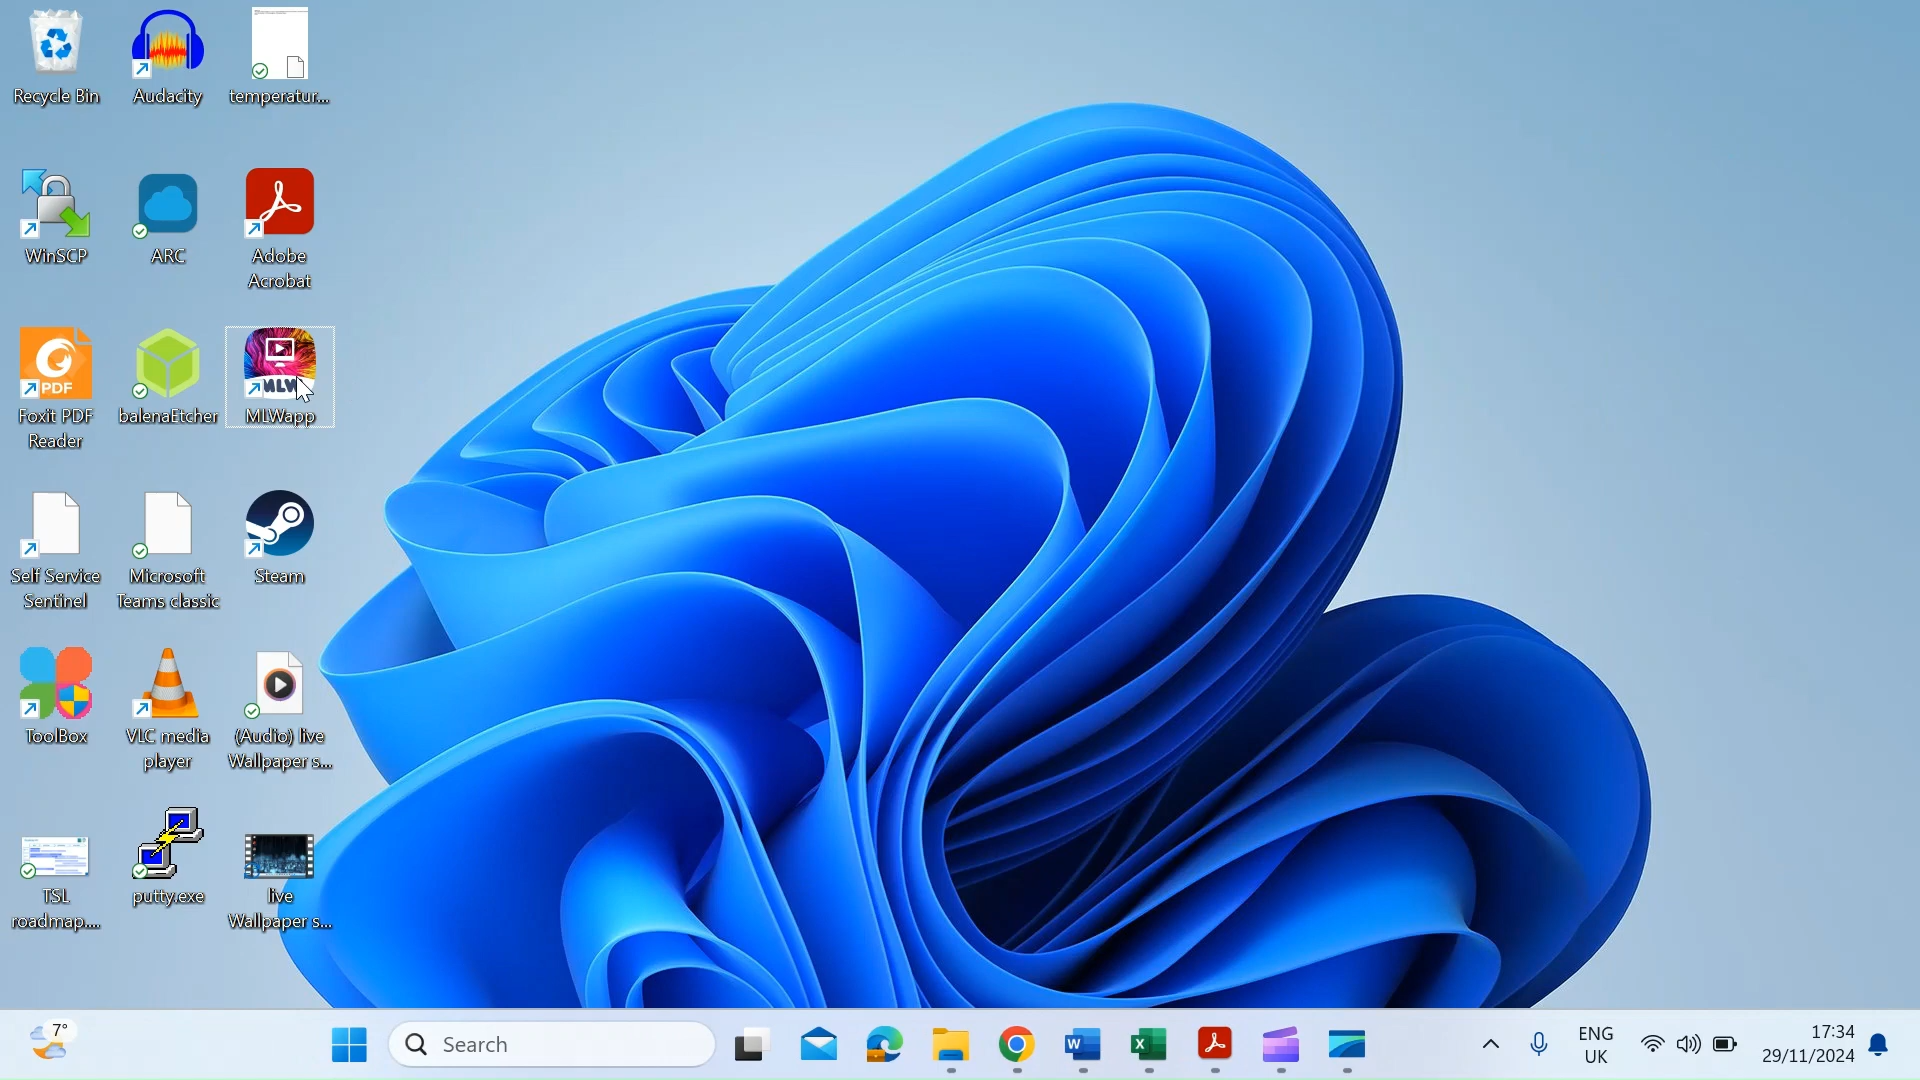 Recycle Bin
Audacity
temperatur...
WinSCP
ARC
Adobe
Acrobat
PDF
Foxit PDF
Reader
balenaEtcher
MLW
MLWapp
Self Service
Sentinel
Microsoft
Teams classic
Steam
ToolBox
VLC media
player
(Audio) live
Wallpaper s...
TSL
roadmap....
putty.exe
live
Wallpaper s...
7°
Search
W
X
ENG
UK
17:34
29/11/2024